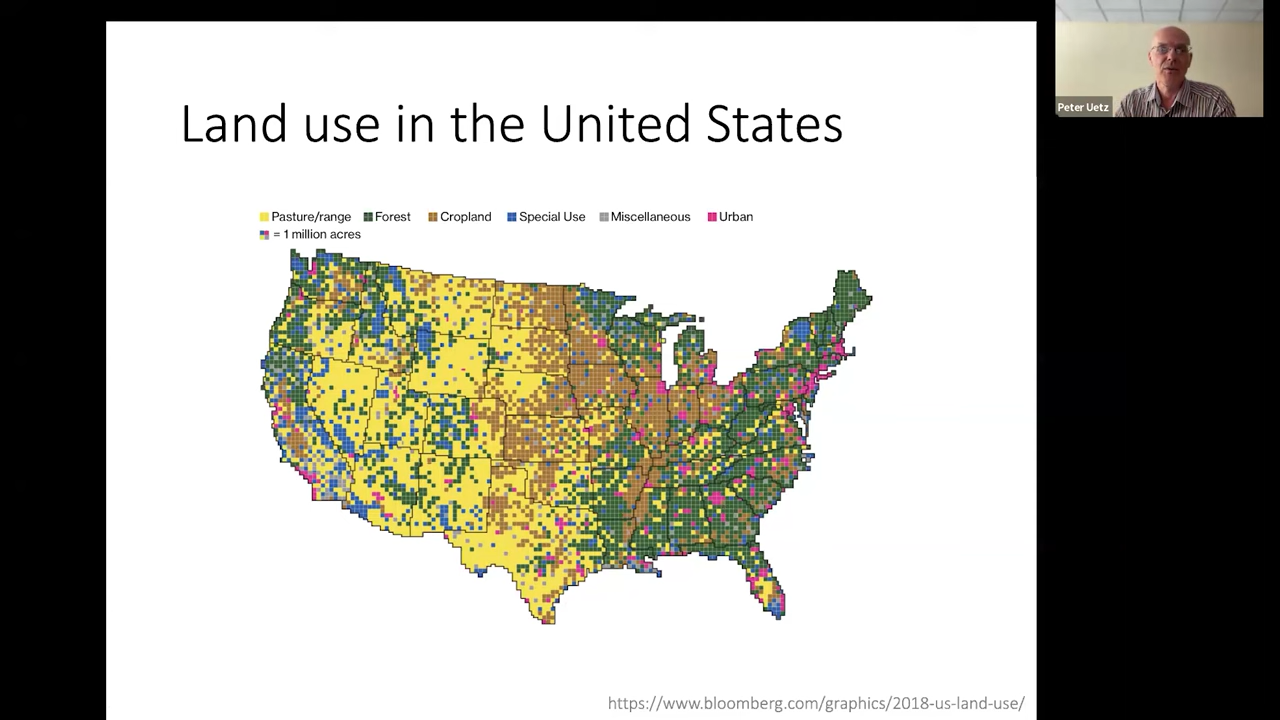 Peter Uetz
Land use in the United States
Pasture/range Forest Cropland Special Use Miscellaneous Urban
= 1 million acres
https://www.bloomberg.com/graphics/2018-us-land-use/